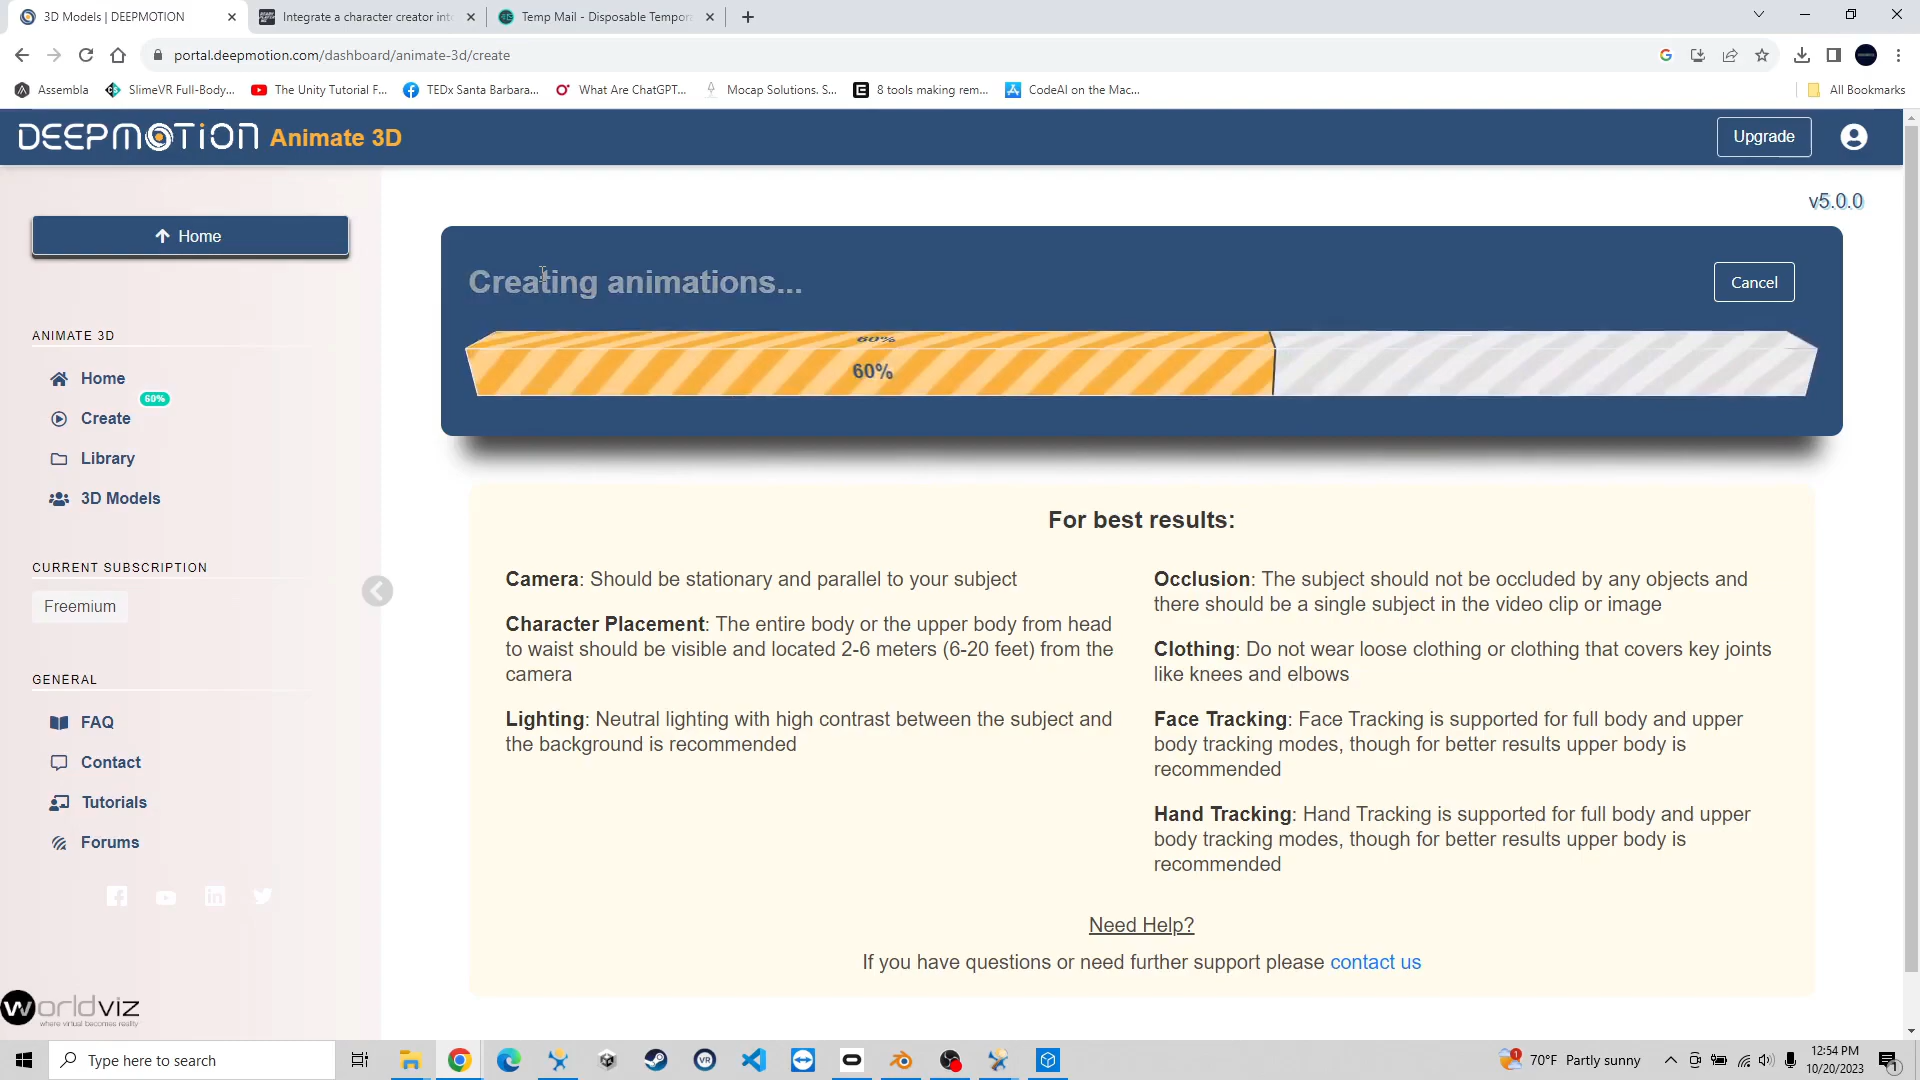 3D Models | DEEPMOTION
Integrate a character creator int
Temp Mail - Disposable Tempor
portal.deepmotion.com/dashboard/animate-3d/create
Assembla
SlimeVR Full-Body...
The Unity Tutorial F...
TEDx Santa Barbara...
What Are ChatGPT...
Mocap Solutions. S...
8 tools making rem...
CodeAI on the Mac...
All Bookmarks
DEEPMOTION Animate 3D
Upgrade
v5.0.0
Home
Creating animations...
Cancel
60%
60%
ANIMATE 3D
Home
60%
Create
Library
3D Models
CURRENT SUBSCRIPTION
Freemium
GENERAL
FAQ
Contact
Tutorials
Forums
For best results:
Camera: Should be stationary and parallel to your subject
Character Placement: The entire body or the upper body from head
to waist should be visible and located 2-6 meters (6-20 feet) from the
camera
Lighting: Neutral lighting with high contrast between the subject and
the background is recommended
Occlusion: The subject should not be occluded by any objects and
there should be a single subject in the video clip or image
Clothing: Do not wear loose clothing or clothing that covers key joints
like knees and elbows
Face Tracking: Face Tracking is supported for full body and upper
body tracking modes, though for better results upper body is
recommended
Hand Tracking: Hand Tracking is supported for full body and upper
body tracking modes, though for better results upper body is
recommended
Need Help?
If you have questions or need further support please contact us
worldviz
where virtual becomes reality
Type here to search
70°F Partly sunny
12:54 PM
10/20/2023